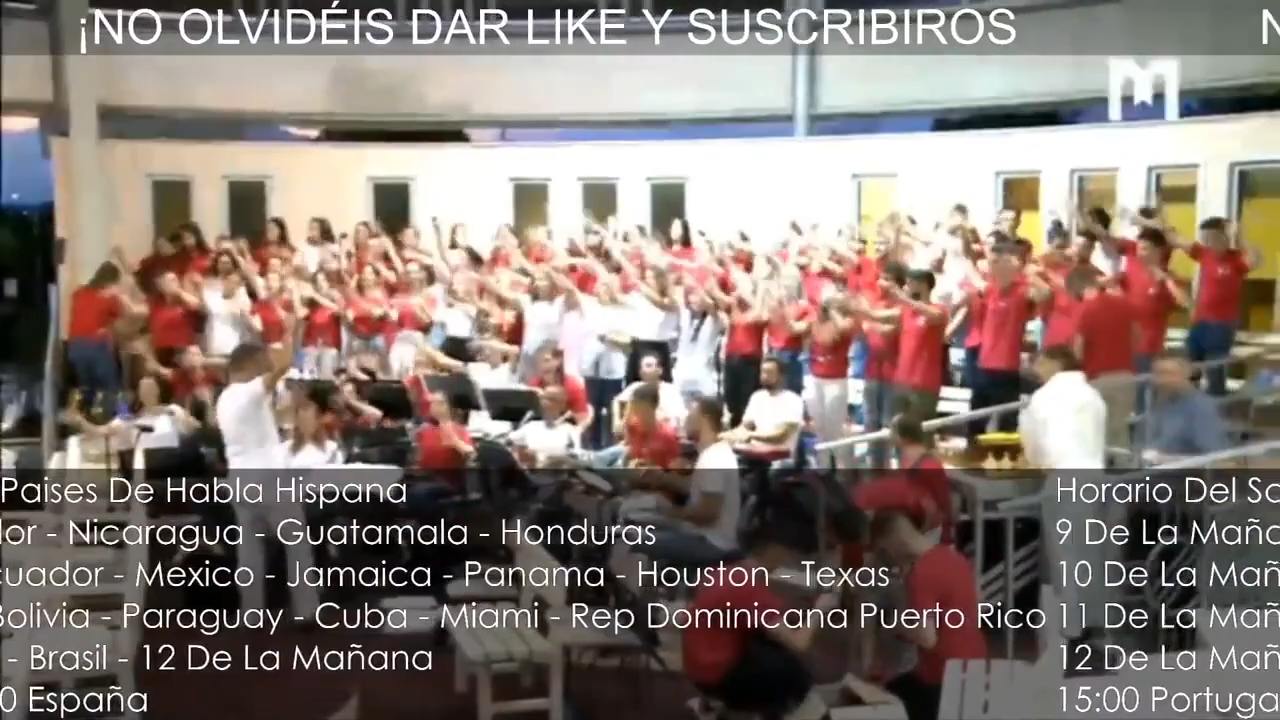 ¡NO OLVIDÉIS DAR LIKE Y SUSCRIBIROS
M
Paises De Habla Hispana
Horario Del
- Nicaragua - Guatamala - Honduras
9 De La
- Mexico - Jamaica - Panama - Houston - Texas
10 De La
- Paraguay - Cuba - Miami - Rep Dominicana Puerto Rico
11 De La
- Brasil - 12 De La Mañana
12 De La
España
15:00